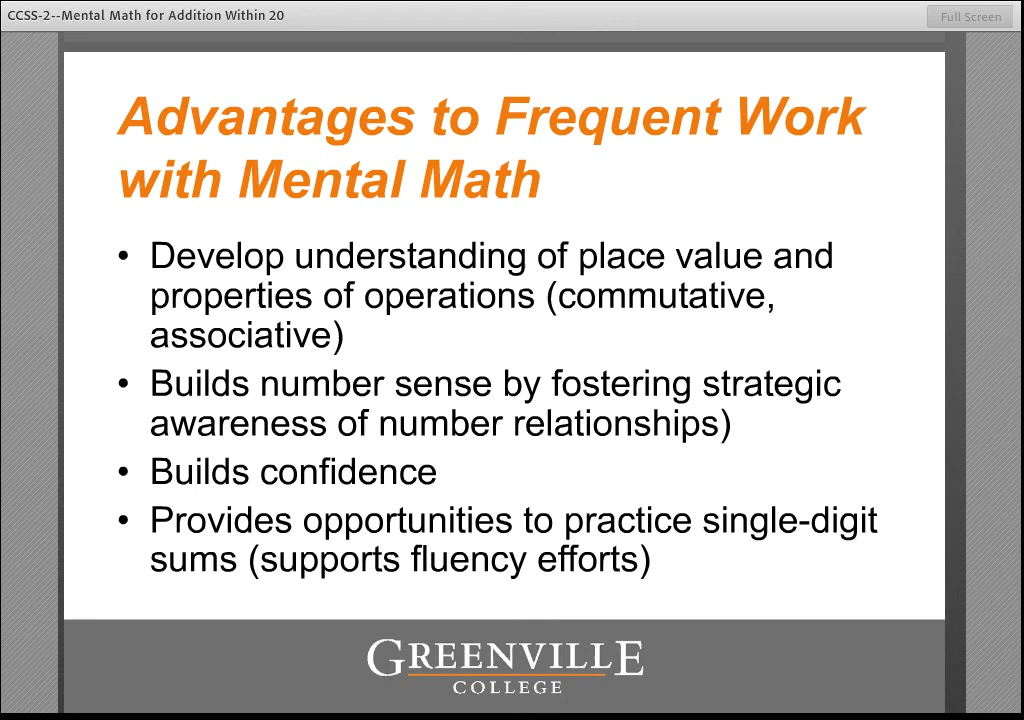 CCSS-2--Mental Math for Addition Within 20
Full Screen
Advantages to Frequent Work
with Mental Math
• Develop understanding of place value and
properties of operations (commutative,
associative)
• Builds number sense by fostering strategic
awareness of number relationships)
• Builds confidence
• Provides opportunities to practice single-digit
sums (supports fluency efforts)
GREENVILLE
COLLEGE